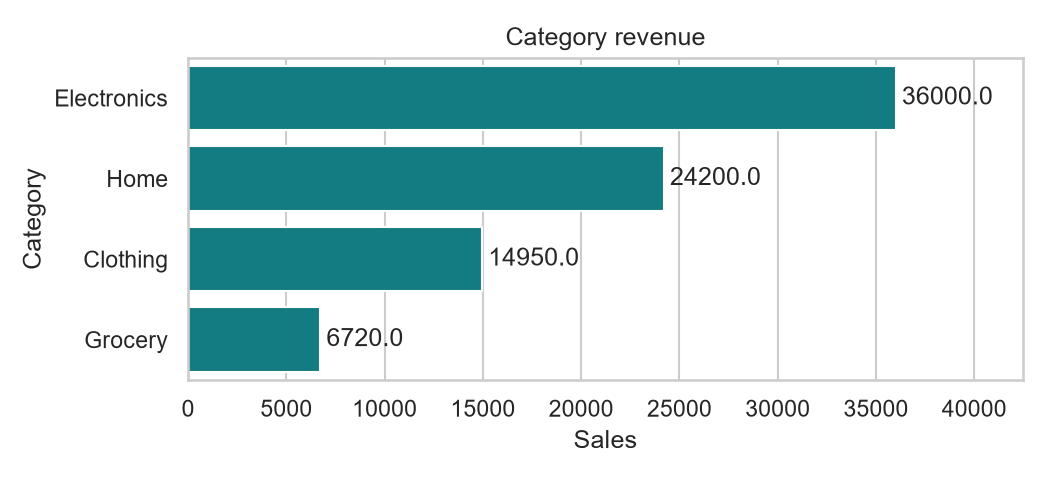 Category revenue
Electronics 36000.0
Home 24200.0
Clothing 14950.0
Grocery 6720.0
Category
0 5000 10000 15000 20000 25000 30000 35000 40000
Sales